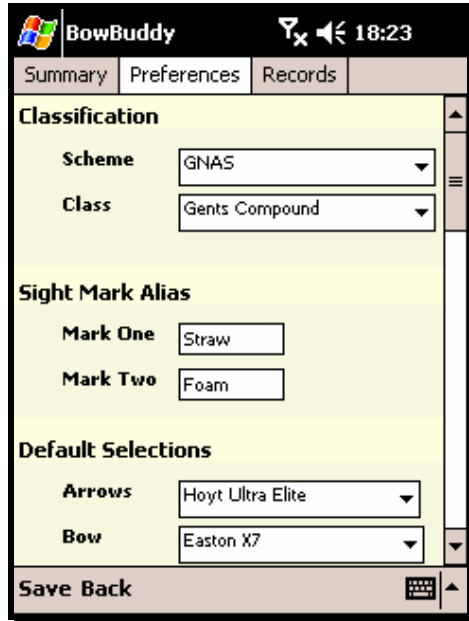 BowBuddy 18:23
Summary Preferences Records
Classification
Scheme GNAS
Class Gents Compound
Sight Mark Alias
Mark One Straw
Mark Two Foam
Default Selections
Arrows Hoyt Ultra Elite
Bow Easton X7
Save Back